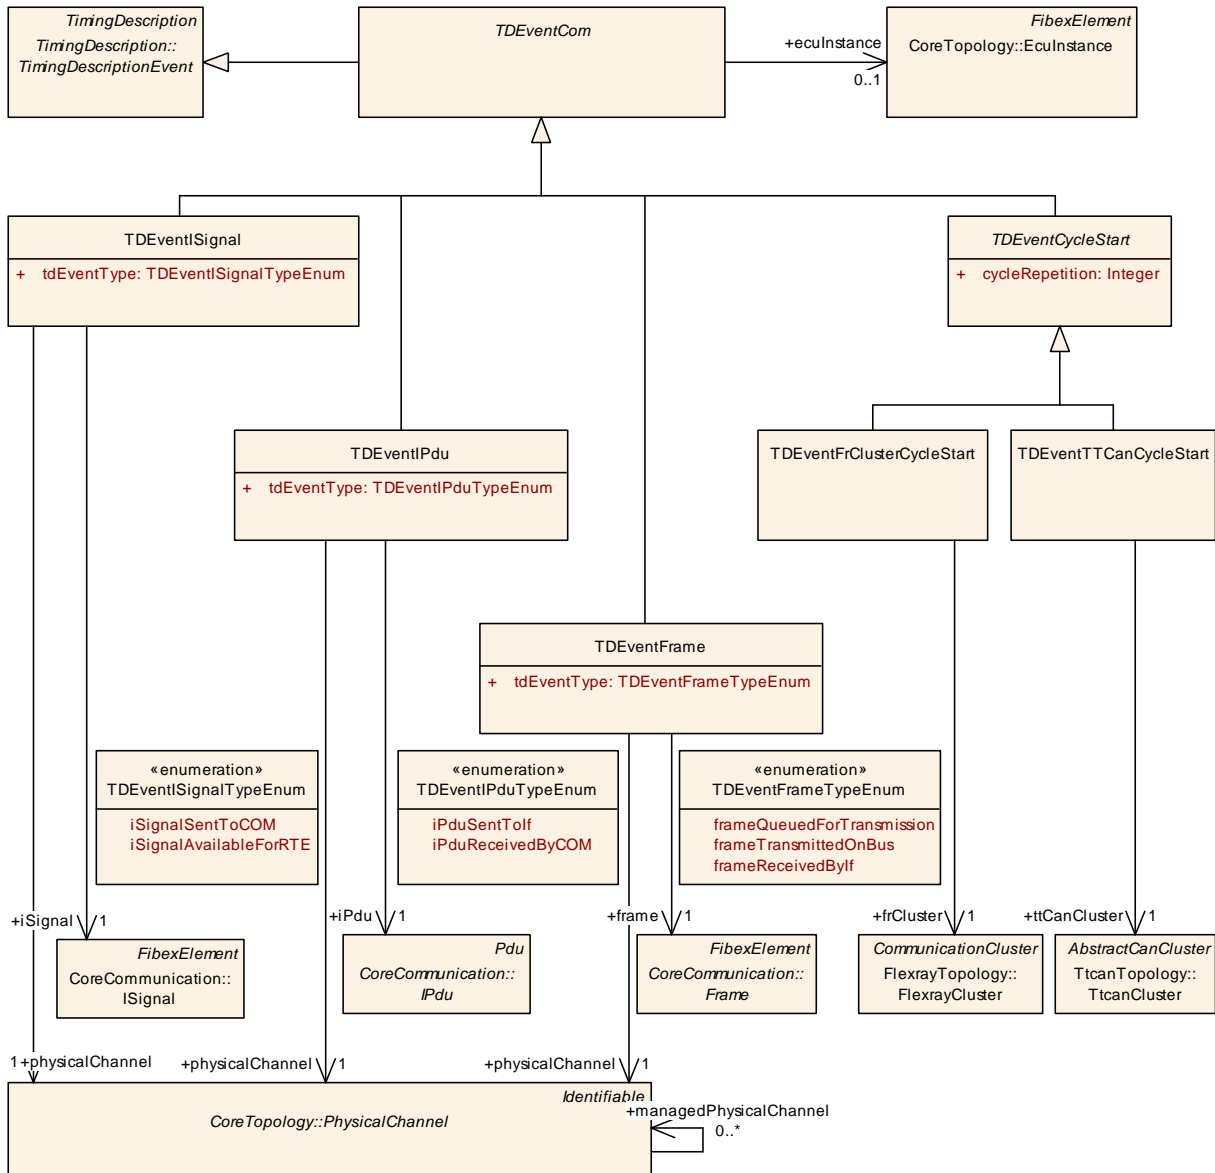 TimingDescription
TimingDescription::
TimingDescriptionEvent
TDEventCom
+ecuInstance
0..1
FibexElement
CoreTopology::EcuInstance
TDEventISignal
+ tdEventType: TDEventISignalTypeEnum
TDEventCycleStart
+ cycleRepetition: Integer
TDEventIPdu
+ tdEventType: TDEventIPduTypeEnum
TDEventFrClusterCycleStart
TDEventTTCanCycleStart
TDEventFrame
+ tdEventType: TDEventFrameTypeEnum
«enumeration»
TDEventISignalTypeEnum
iSignalSentToCOM
iSignalAvailableForRTE
«enumeration»
TDEventIPduTypeEnum
iPduSentToIf
iPduReceivedByCOM
«enumeration»
TDEventFrameTypeEnum
frameQueuedForTransmission
frameTransmittedOnBus
frameReceivedByIf
+iSignal 1
+iPdu 1
+frame 1
+frCluster 1
+ttCanCluster 1
FibexElement
CoreCommunication::
ISignal
Pdu
CoreCommunication::
IPdu
FibexElement
CoreCommunication::
Frame
CommunicationCluster
FlexrayTopology::
FlexrayCluster
AbstractCanCluster
TtcanTopology::
TtcanCluster
1 +physicalChannel
+physicalChannel 1
+physicalChannel 1
Identifiable
CoreTopology::PhysicalChannel
+managedPhysicalChannel
0..*